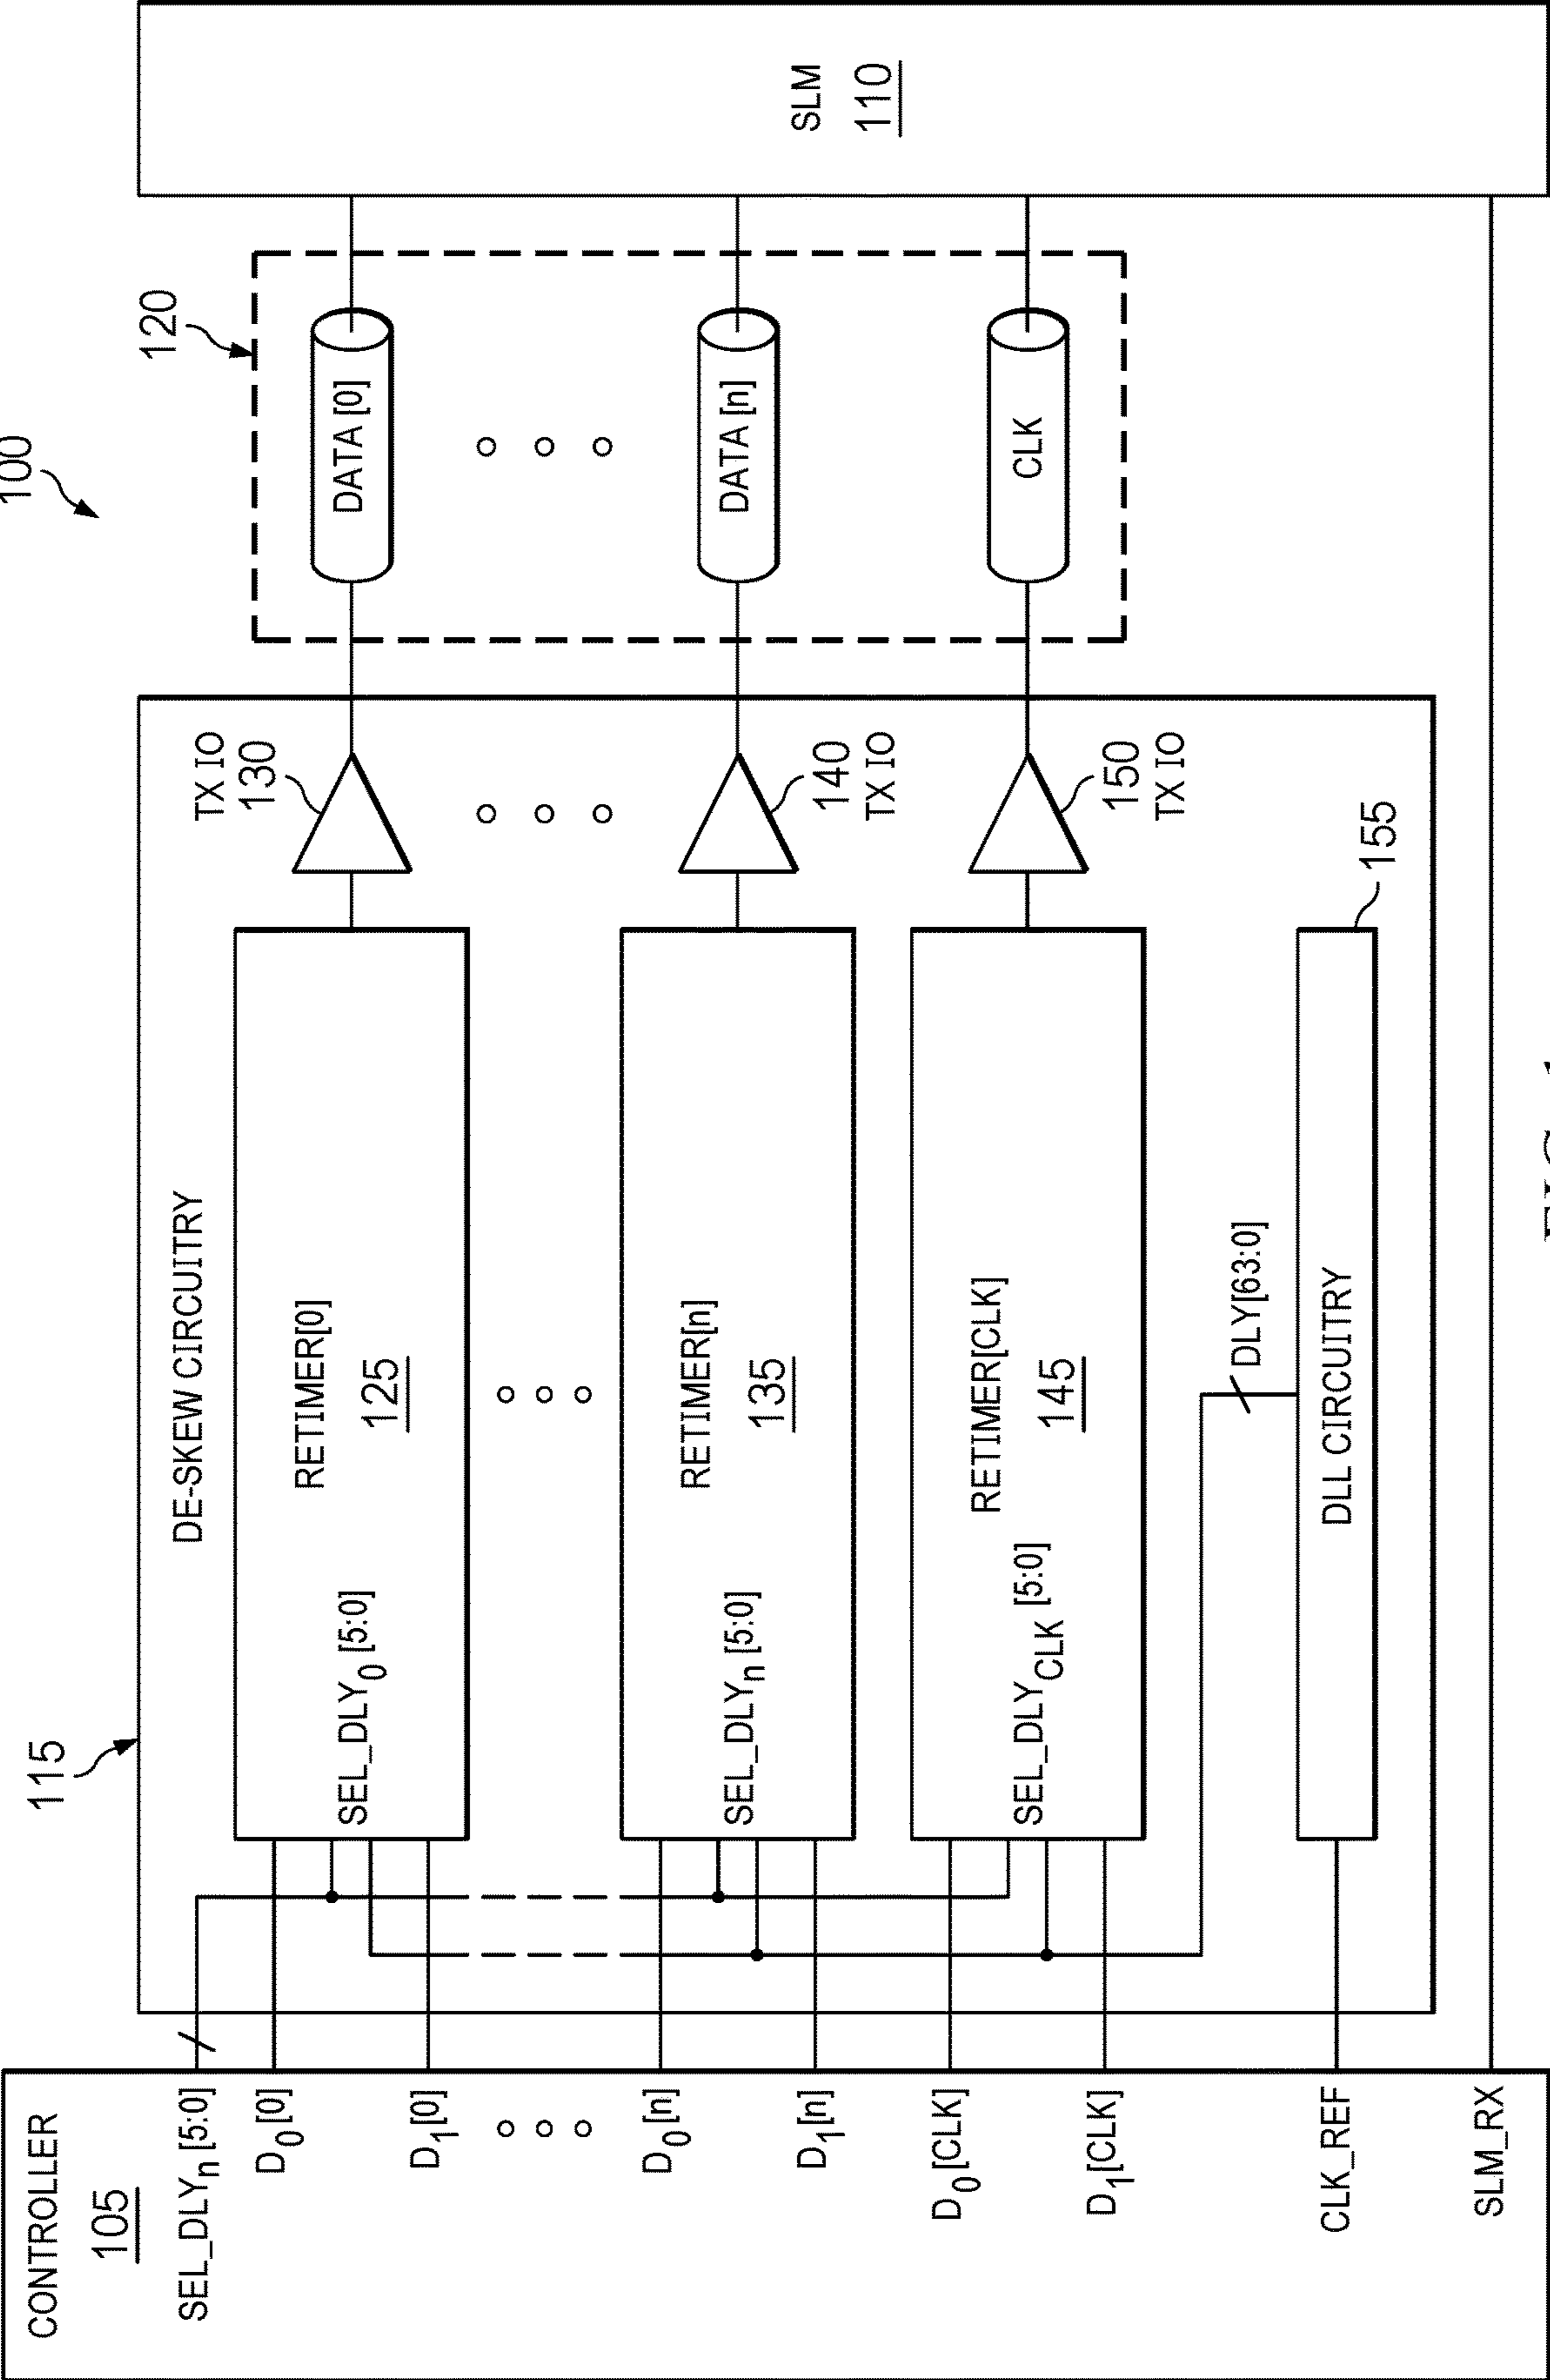 100
CONTROLLER
105
SEL_DLYn [5:0]
D0 [0]
D1 [0]
D0 [n]
D1 [n]
D0 [CLK]
D1 [CLK]
CLK_REF
SLM_RX
115
DE-SKEW CIRCUITRY
RETIMER[0]
125
SEL_DLY0 [5:0]
RETIMER[n]
135
SEL_DLYn [5:0]
RETIMER[CLK]
145
SEL_DLYCLK [5:0]
DLY[63:0]
DLL CIRCUITRY
155
TX IO
130
140
TX IO
150
TX IO
120
DATA [0]
DATA [n]
CLK
SLM
110